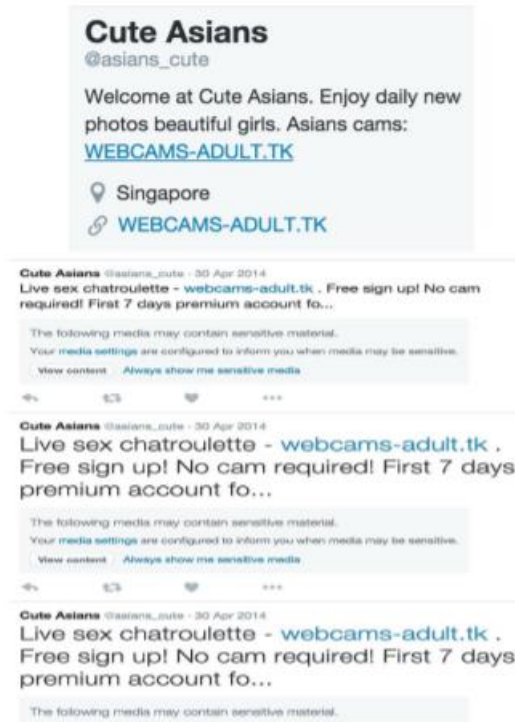 Cute Asians
@asians_cute
Welcome at Cute Asians. Enjoy daily new
photos beautiful girls. Asians cams:
WEBCAMS-ADULT.TK
Singapore
WEBCAMS-ADULT.TK
Cute Asians @asians_cute · 30 Apr 2014
Live sex chatroulette - webcams-adult.tk . Free sign up! No cam
required! First 7 days premium account fo...
The following media may contain sensitive material.
Your media settings are configured to inform you when media may be sensitive.
View content Always show me sensitive media
Cute Asians @asians_cute · 30 Apr 2014
Live sex chatroulette - webcams-adult.tk .
Free sign up! No cam required! First 7 days
premium account fo...
The following media may contain sensitive material.
Your media settings are configured to inform you when media may be sensitive.
View content Always show me sensitive media
Cute Asians @asians_cute · 30 Apr 2014
Live sex chatroulette - webcams-adult.tk .
Free sign up! No cam required! First 7 days
premium account fo...
The following media may contain sensitive material.